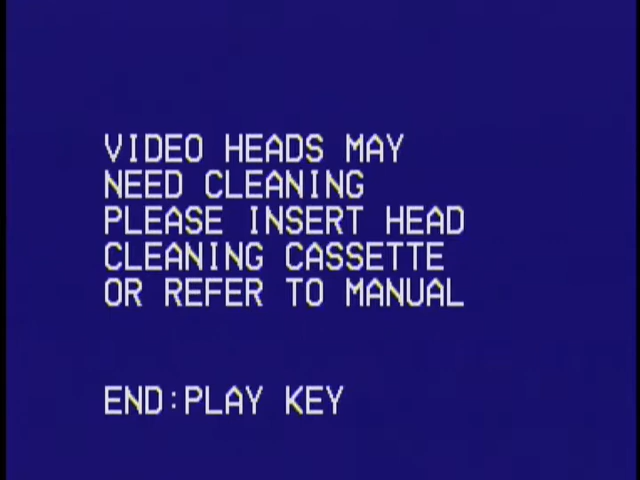 VIDEO HEADS MAY
NEED CLEANING
PLEASE INSERT HEAD
CLEANING CASSETTE
OR REFER TO MANUAL
END:PLAY KEY